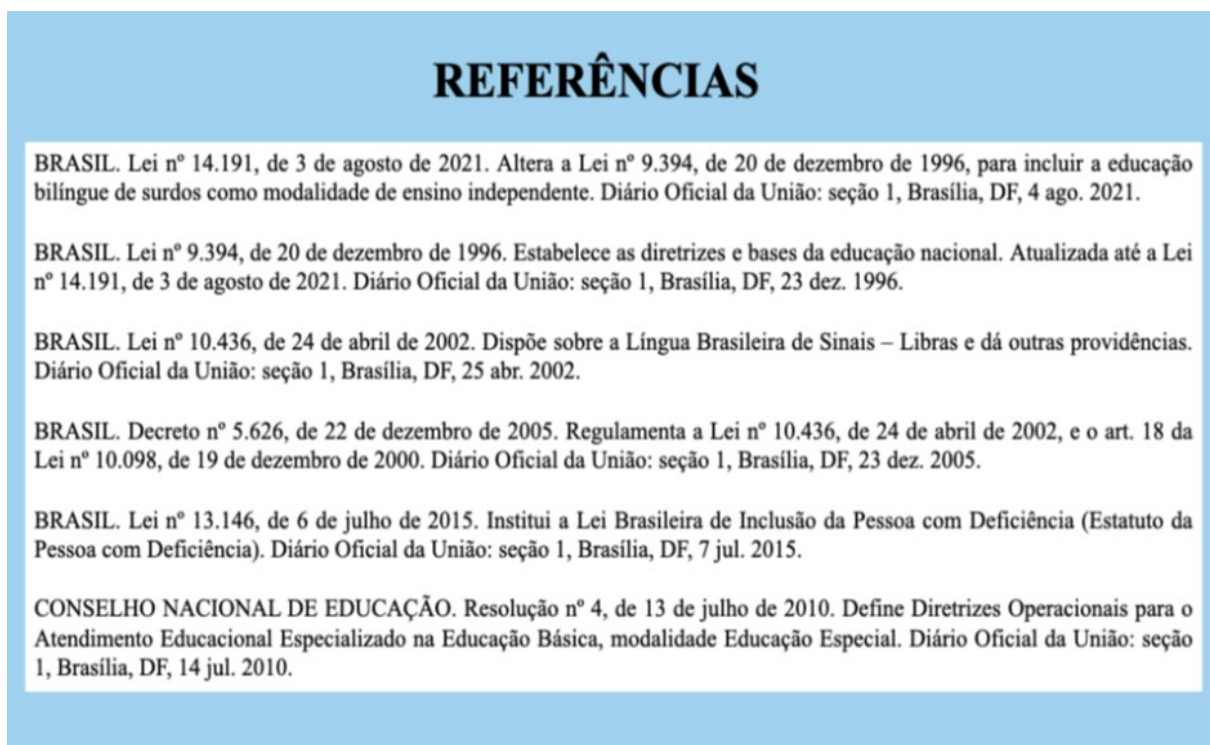 REFERÊNCIAS
BRASIL. Lei nº 14.191, de 3 de agosto de 2021. Altera a Lei nº 9.394, de 20 de dezembro de 1996, para incluir a educação
bilíngue de surdos como modalidade de ensino independente. Diário Oficial da União: seção 1, Brasília, DF, 4 ago. 2021.
BRASIL. Lei nº 9.394, de 20 de dezembro de 1996. Estabelece as diretrizes e bases da educação nacional. Atualizada até a Lei
nº 14.191, de 3 de agosto de 2021. Diário Oficial da União: seção 1, Brasília, DF, 23 dez. 1996.
BRASIL. Lei nº 10.436, de 24 de abril de 2002. Dispõe sobre a Língua Brasileira de Sinais – Libras e dá outras providências.
Diário Oficial da União: seção 1, Brasília, DF, 25 abr. 2002.
BRASIL. Decreto nº 5.626, de 22 de dezembro de 2005. Regulamenta a Lei nº 10.436, de 24 de abril de 2002, e o art. 18 da
Lei nº 10.098, de 19 de dezembro de 2000. Diário Oficial da União: seção 1, Brasília, DF, 23 dez. 2005.
BRASIL. Lei nº 13.146, de 6 de julho de 2015. Institui a Lei Brasileira de Inclusão da Pessoa com Deficiência (Estatuto da
Pessoa com Deficiência). Diário Oficial da União: seção 1, Brasília, DF, 7 jul. 2015.
CONSELHO NACIONAL DE EDUCAÇÃO. Resolução nº 4, de 13 de julho de 2010. Define Diretrizes Operacionais para o
Atendimento Educacional Especializado na Educação Básica, modalidade Educação Especial. Diário Oficial da União: seção
1, Brasília, DF, 14 jul. 2010.